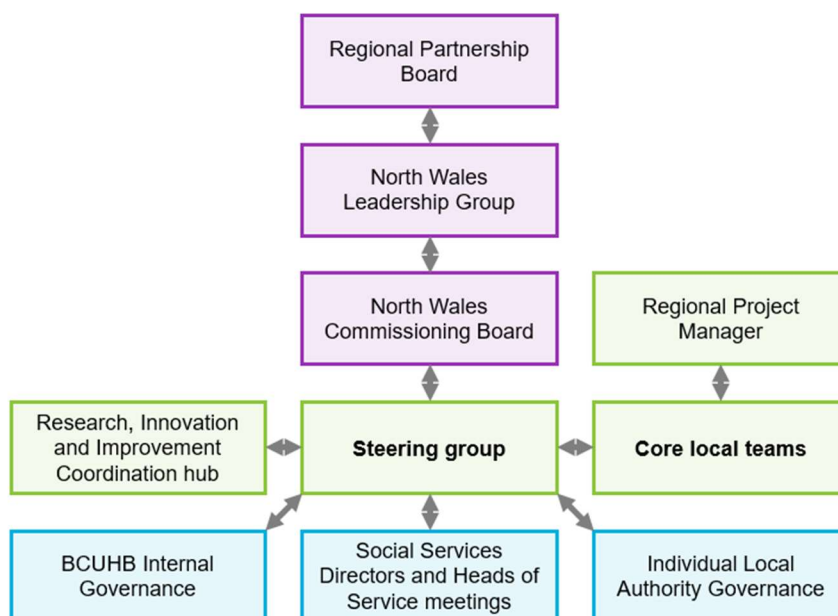 Regional Partnership
Board
North Wales
Leadership Group
North Wales
Commissioning Board
Regional Project
Manager
Research, Innovation
and Improvement
Coordination hub
Steering group
Core local teams
BCUHB Internal
Governance
Social Services
Directors and Heads of
Service meetings
Individual Local
Authority Governance